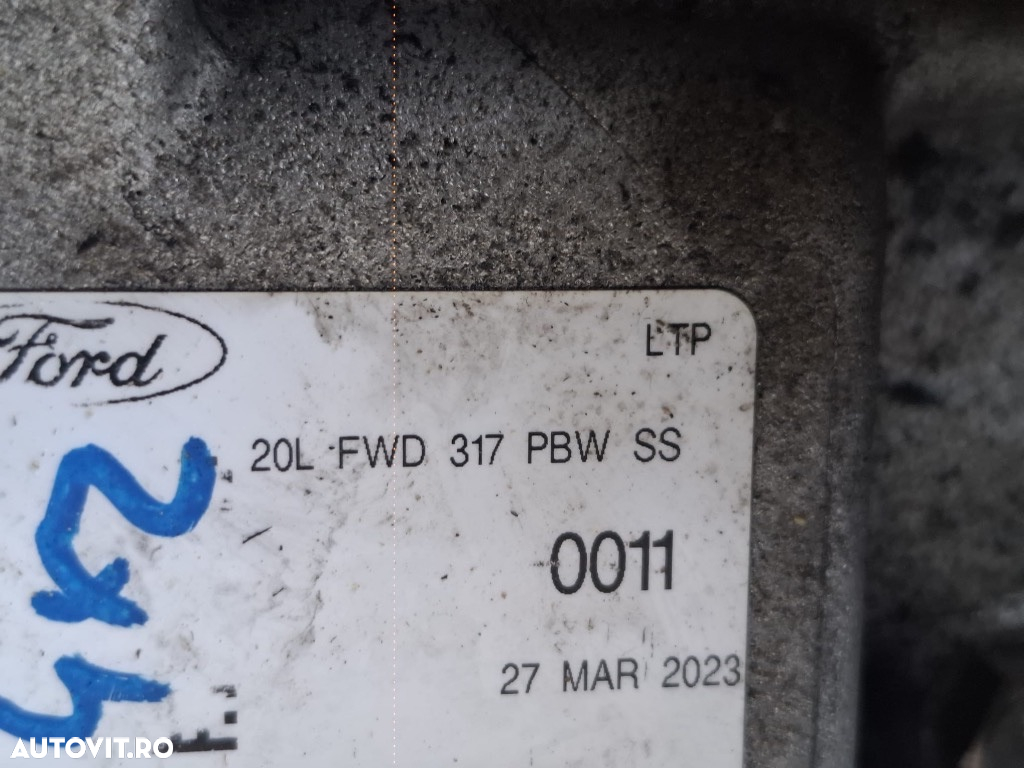 Ford
LTP
20L FWD 317 PBW SS
0011
27 MAR 2023
AUTOVIT.RO